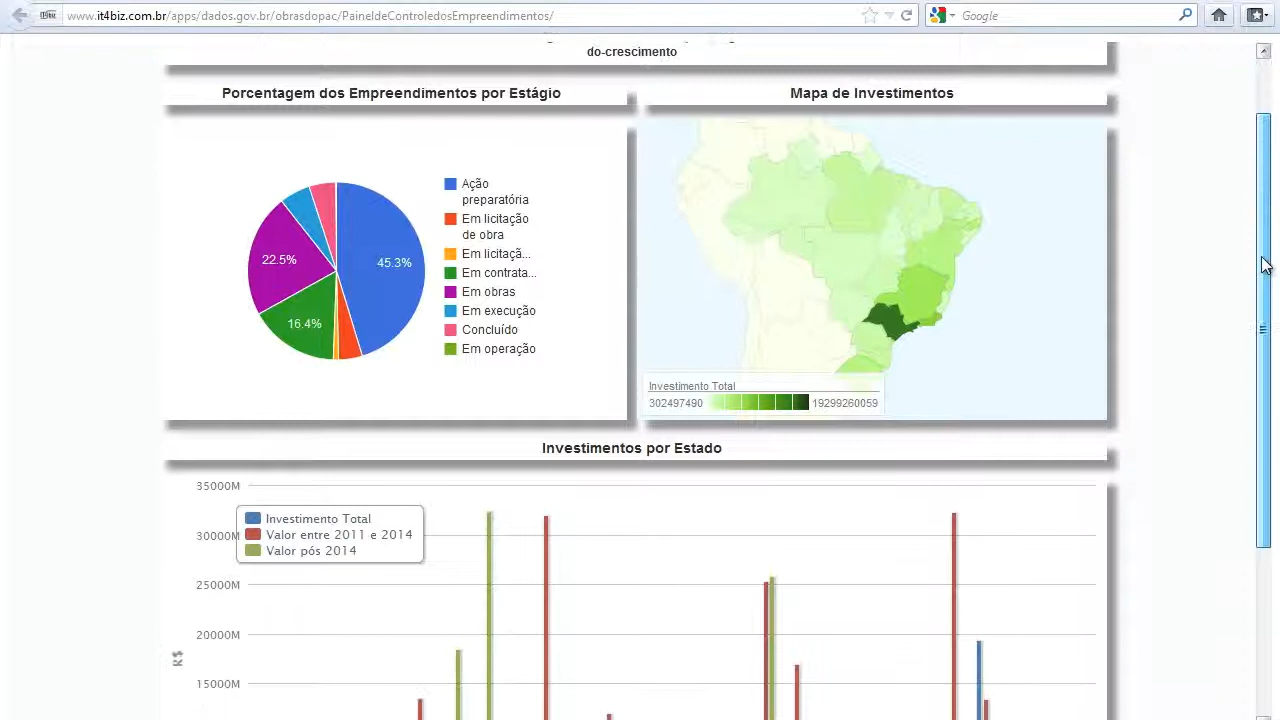 www.it4biz.com.br/apps/dados.gov.br/obrasdopac/PaineldeControledosEmpreendimentos/
Google
do-crescimento
Porcentagem dos Empreendimentos por Estágio
Mapa de Investimentos
45.3%
22.5%
16.4%
Ação
preparatória
Em licitação
de obra
Em licitaçã...
Em contrata...
Em obras
Em execução
Concluído
Em operação
Investimento Total
302497490
19299260059
Investimentos por Estado
35000M
30000M
25000M
20000M
15000M
R$
Investimento Total
Valor entre 2011 e 2014
Valor pós 2014